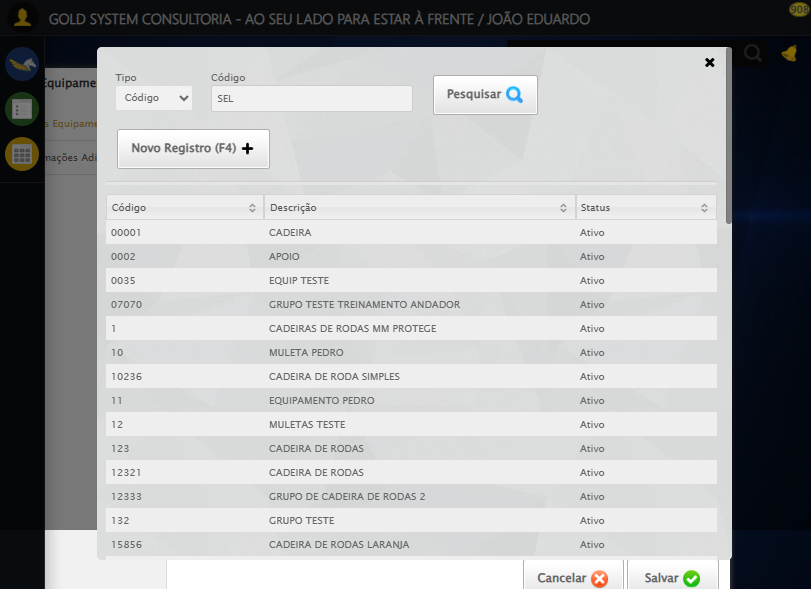 908
GOLD SYSTEM CONSULTORIA - AO SEU LADO PARA ESTAR À FRENTE / JOÃO EDUARDO
Equipame
s Equipame
mações Adi
Tipo Código
Código SEL Pesquisar
Novo Registro (F4)
Código Descrição Status
00001 CADEIRA Ativo
0002 APOIO Ativo
0035 EQUIP TESTE Ativo
07070 GRUPO TESTE TREINAMENTO ANDADOR Ativo
1 CADEIRAS DE RODAS MM PROTEGE Ativo
10 MULETA PEDRO Ativo
10236 CADEIRA DE RODA SIMPLES Ativo
11 EQUIPAMENTO PEDRO Ativo
12 MULETAS TESTE Ativo
123 CADEIRA DE RODAS Ativo
12321 CADEIRA DE RODAS Ativo
12333 GRUPO DE CADEIRA DE RODAS 2 Ativo
132 GRUPO TESTE Ativo
15856 CADEIRA DE RODAS LARANJA Ativo
Cancelar Salvar